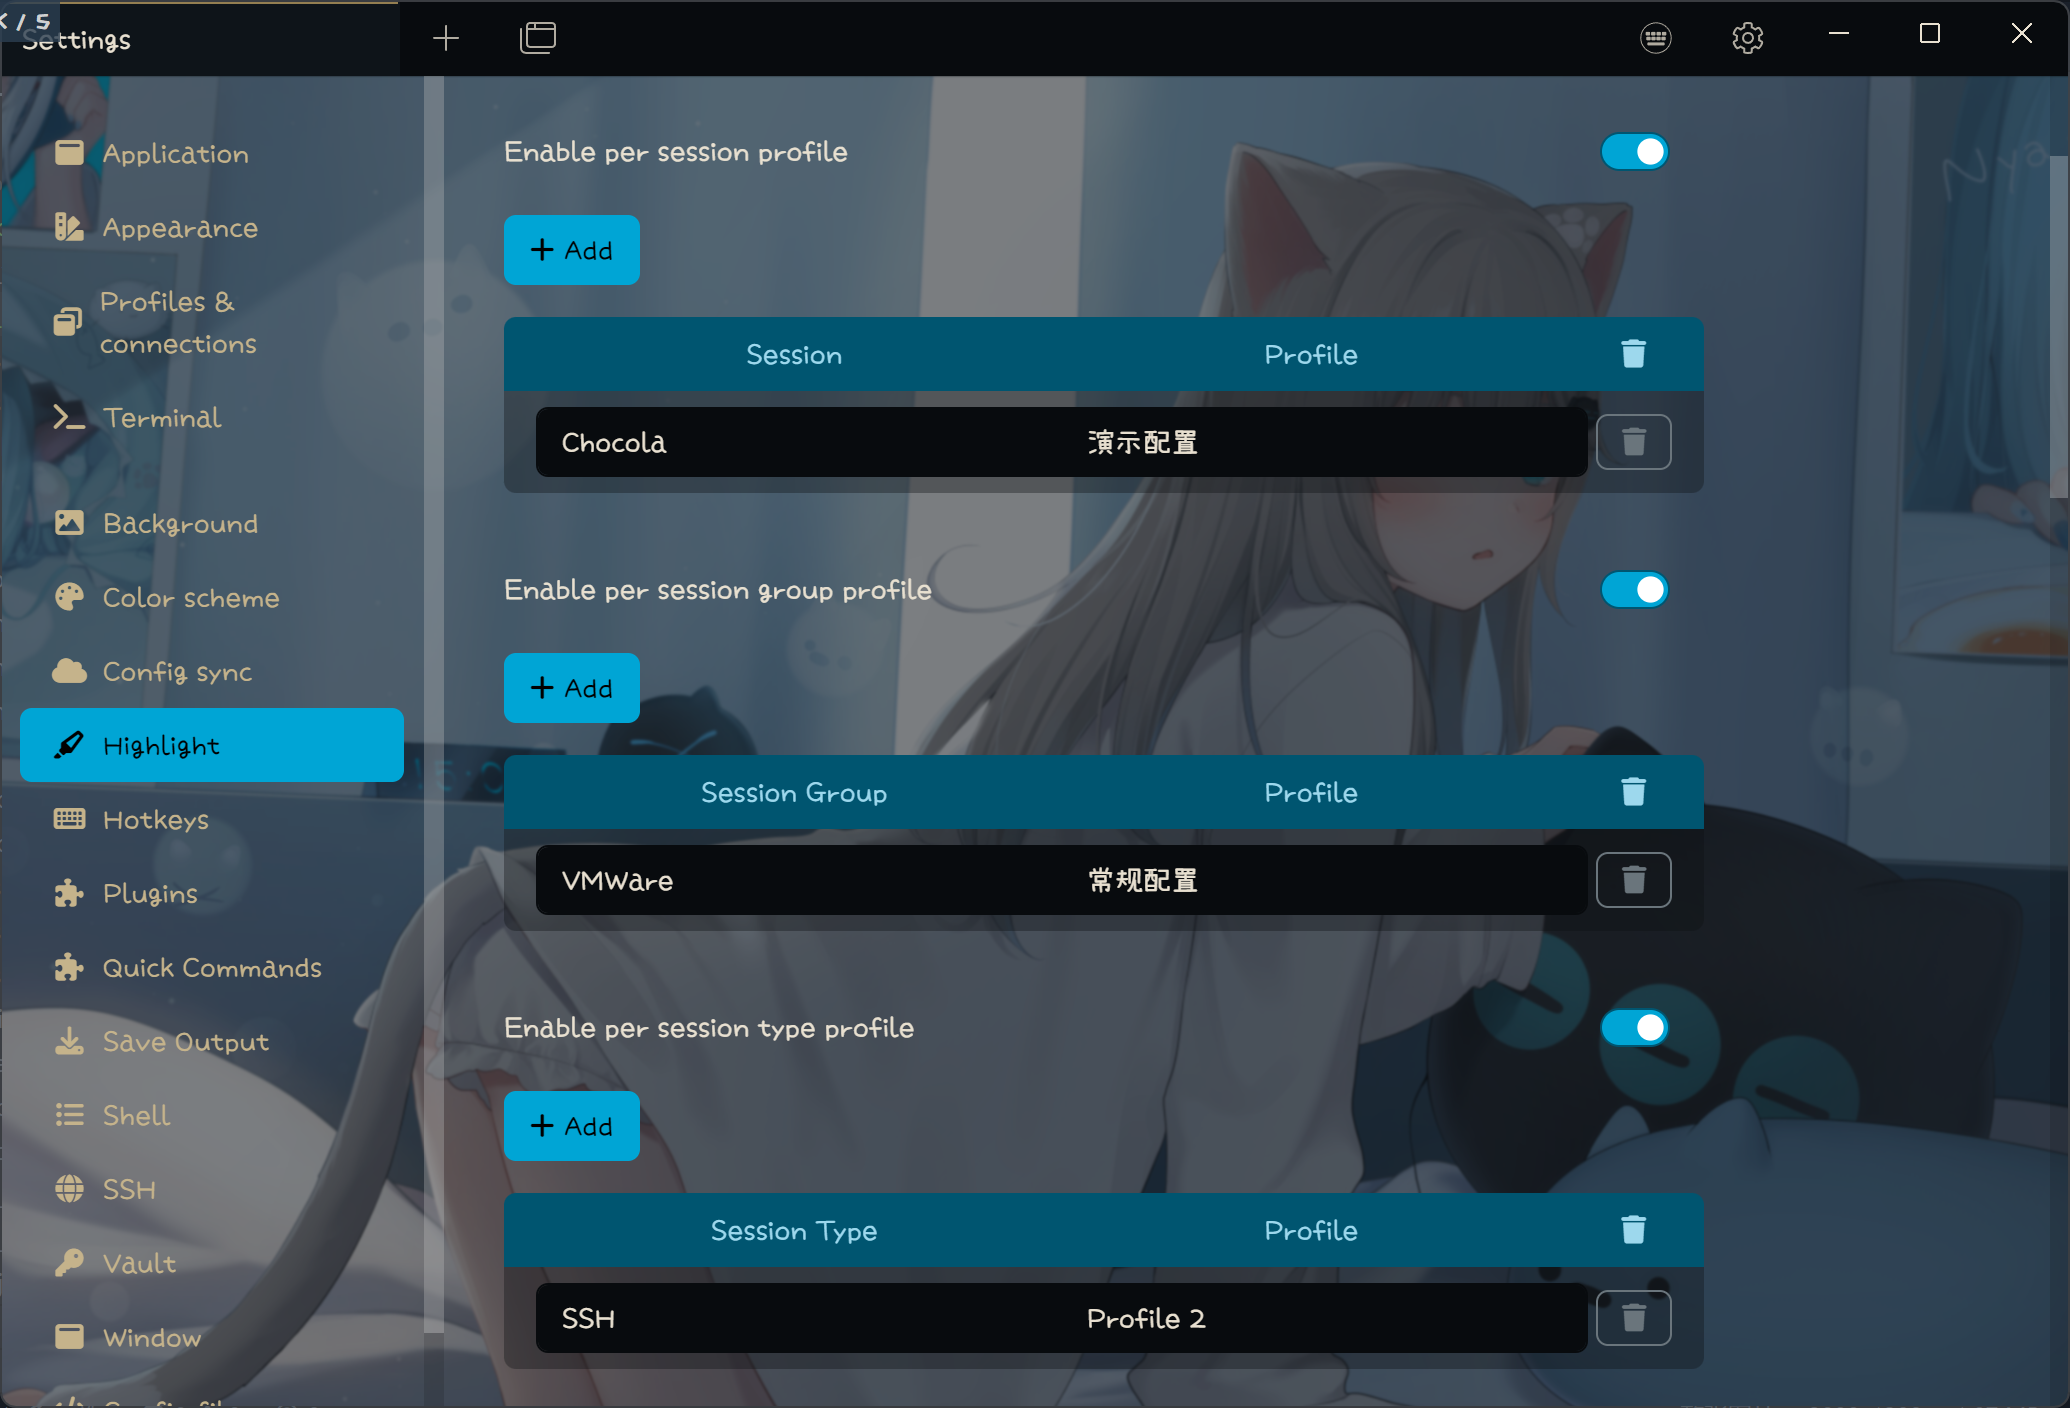 / 5
Settings
Application
Appearance
Profiles &
connections
Terminal
Background
Color scheme
Config sync
Highlight
Hotkeys
Plugins
Quick Commands
Save Output
Shell
SSH
Vault
Window
Enable per session profile
Add
Session Profile
Chocola 演示配置
Enable per session group profile
Add
Session Group Profile
VMWare 常规配置
Enable per session type profile
Add
Session Type Profile
SSH Profile 2
Nya